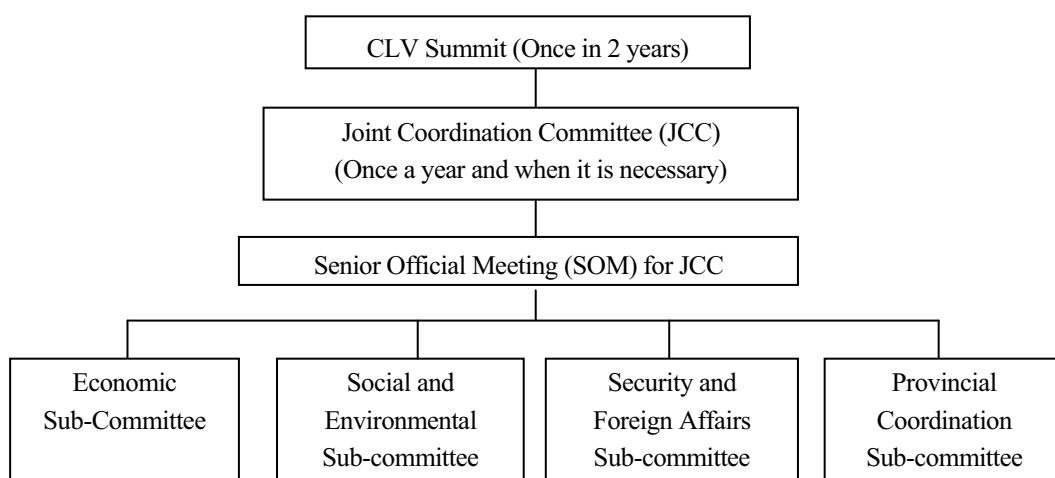 CLV Summit (Once in 2 years)
Joint Coordination Committee (JCC)
(Once a year and when it is necessary)
Senior Official Meeting (SOM) for JCC
Economic
Sub-Committee
Social and
Environmental
Sub-committee
Security and
Foreign Affairs
Sub-committee
Provincial
Coordination
Sub-committee